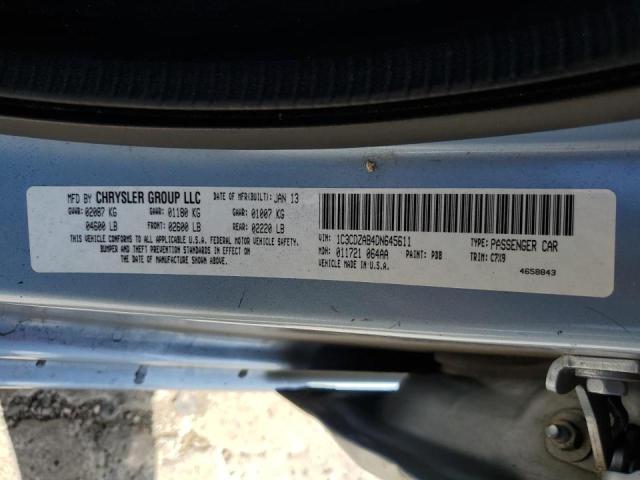 MFD BY CHRYSLER GROUP LLC DATE OF MFR(BUILT): JAN 13
GVWR: 02087 KG GAWR: 01180 KG GAWR: 01007 KG
04600 LB FRONT: 02600 LB REAR: 02220 LB
THIS VEHICLE CONFORMS TO ALL APPLICABLE U.S.A. FEDERAL MOTOR VEHICLE SAFETY,
BUMPER AND THEFT PREVENTION STANDARDS IN EFFECT ON
THE DATE OF MANUFACTURE SHOWN ABOVE.
VIN: 1C3CDZAB4DN645611 TYPE: PASSENGER CAR
MDH: 011721 064AA PAINT: PDB TRIM: C7X9
VEHICLE MADE IN U.S.A.
4658843